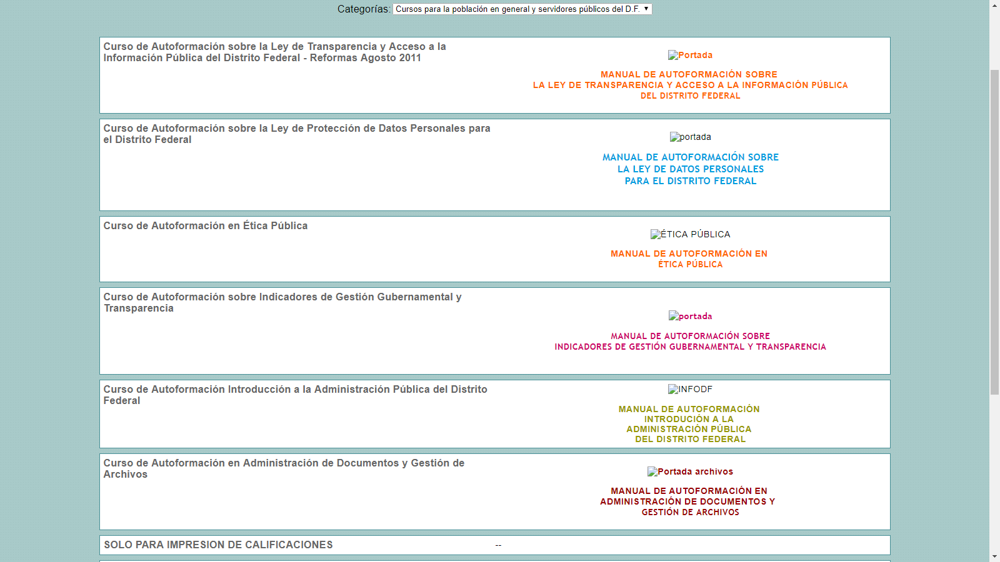 Categorías: Cursos para la población en general y servidores públicos del D.F.
Curso de Autoformación sobre la Ley de Transparencia y Acceso a la
Información Pública del Distrito Federal - Reformas Agosto 2011
Portada
MANUAL DE AUTOFORMACIÓN SOBRE
LA LEY DE TRANSPARENCIA Y ACCESO A LA INFORMACIÓN PÚBLICA
DEL DISTRITO FEDERAL
Curso de Autoformación sobre la Ley de Protección de Datos Personales para
el Distrito Federal
portada
MANUAL DE AUTOFORMACIÓN SOBRE
LA LEY DE DATOS PERSONALES
PARA EL DISTRITO FEDERAL
Curso de Autoformación en Ética Pública
ÉTICA PÚBLICA
MANUAL DE AUTOFORMACIÓN EN
ÉTICA PÚBLICA
Curso de Autoformación sobre Indicadores de Gestión Gubernamental y
Transparencia
portada
MANUAL DE AUTOFORMACIÓN SOBRE
INDICADORES DE GESTIÓN GUBERNAMENTAL Y TRANSPARENCIA
Curso de Autoformación Introducción a la Administración Pública del Distrito
Federal
INFODF
MANUAL DE AUTOFORMACIÓN
INTRODUCIÓN A LA
ADMINISTRACIÓN PÚBLICA
DEL DISTRITO FEDERAL
Curso de Autoformación en Administración de Documentos y Gestión de
Archivos
Portada archivos
MANUAL DE AUTOFORMACIÓN EN
ADMINISTRACIÓN DE DOCUMENTOS Y
GESTIÓN DE ARCHIVOS
SOLO PARA IMPRESION DE CALIFICACIONES --